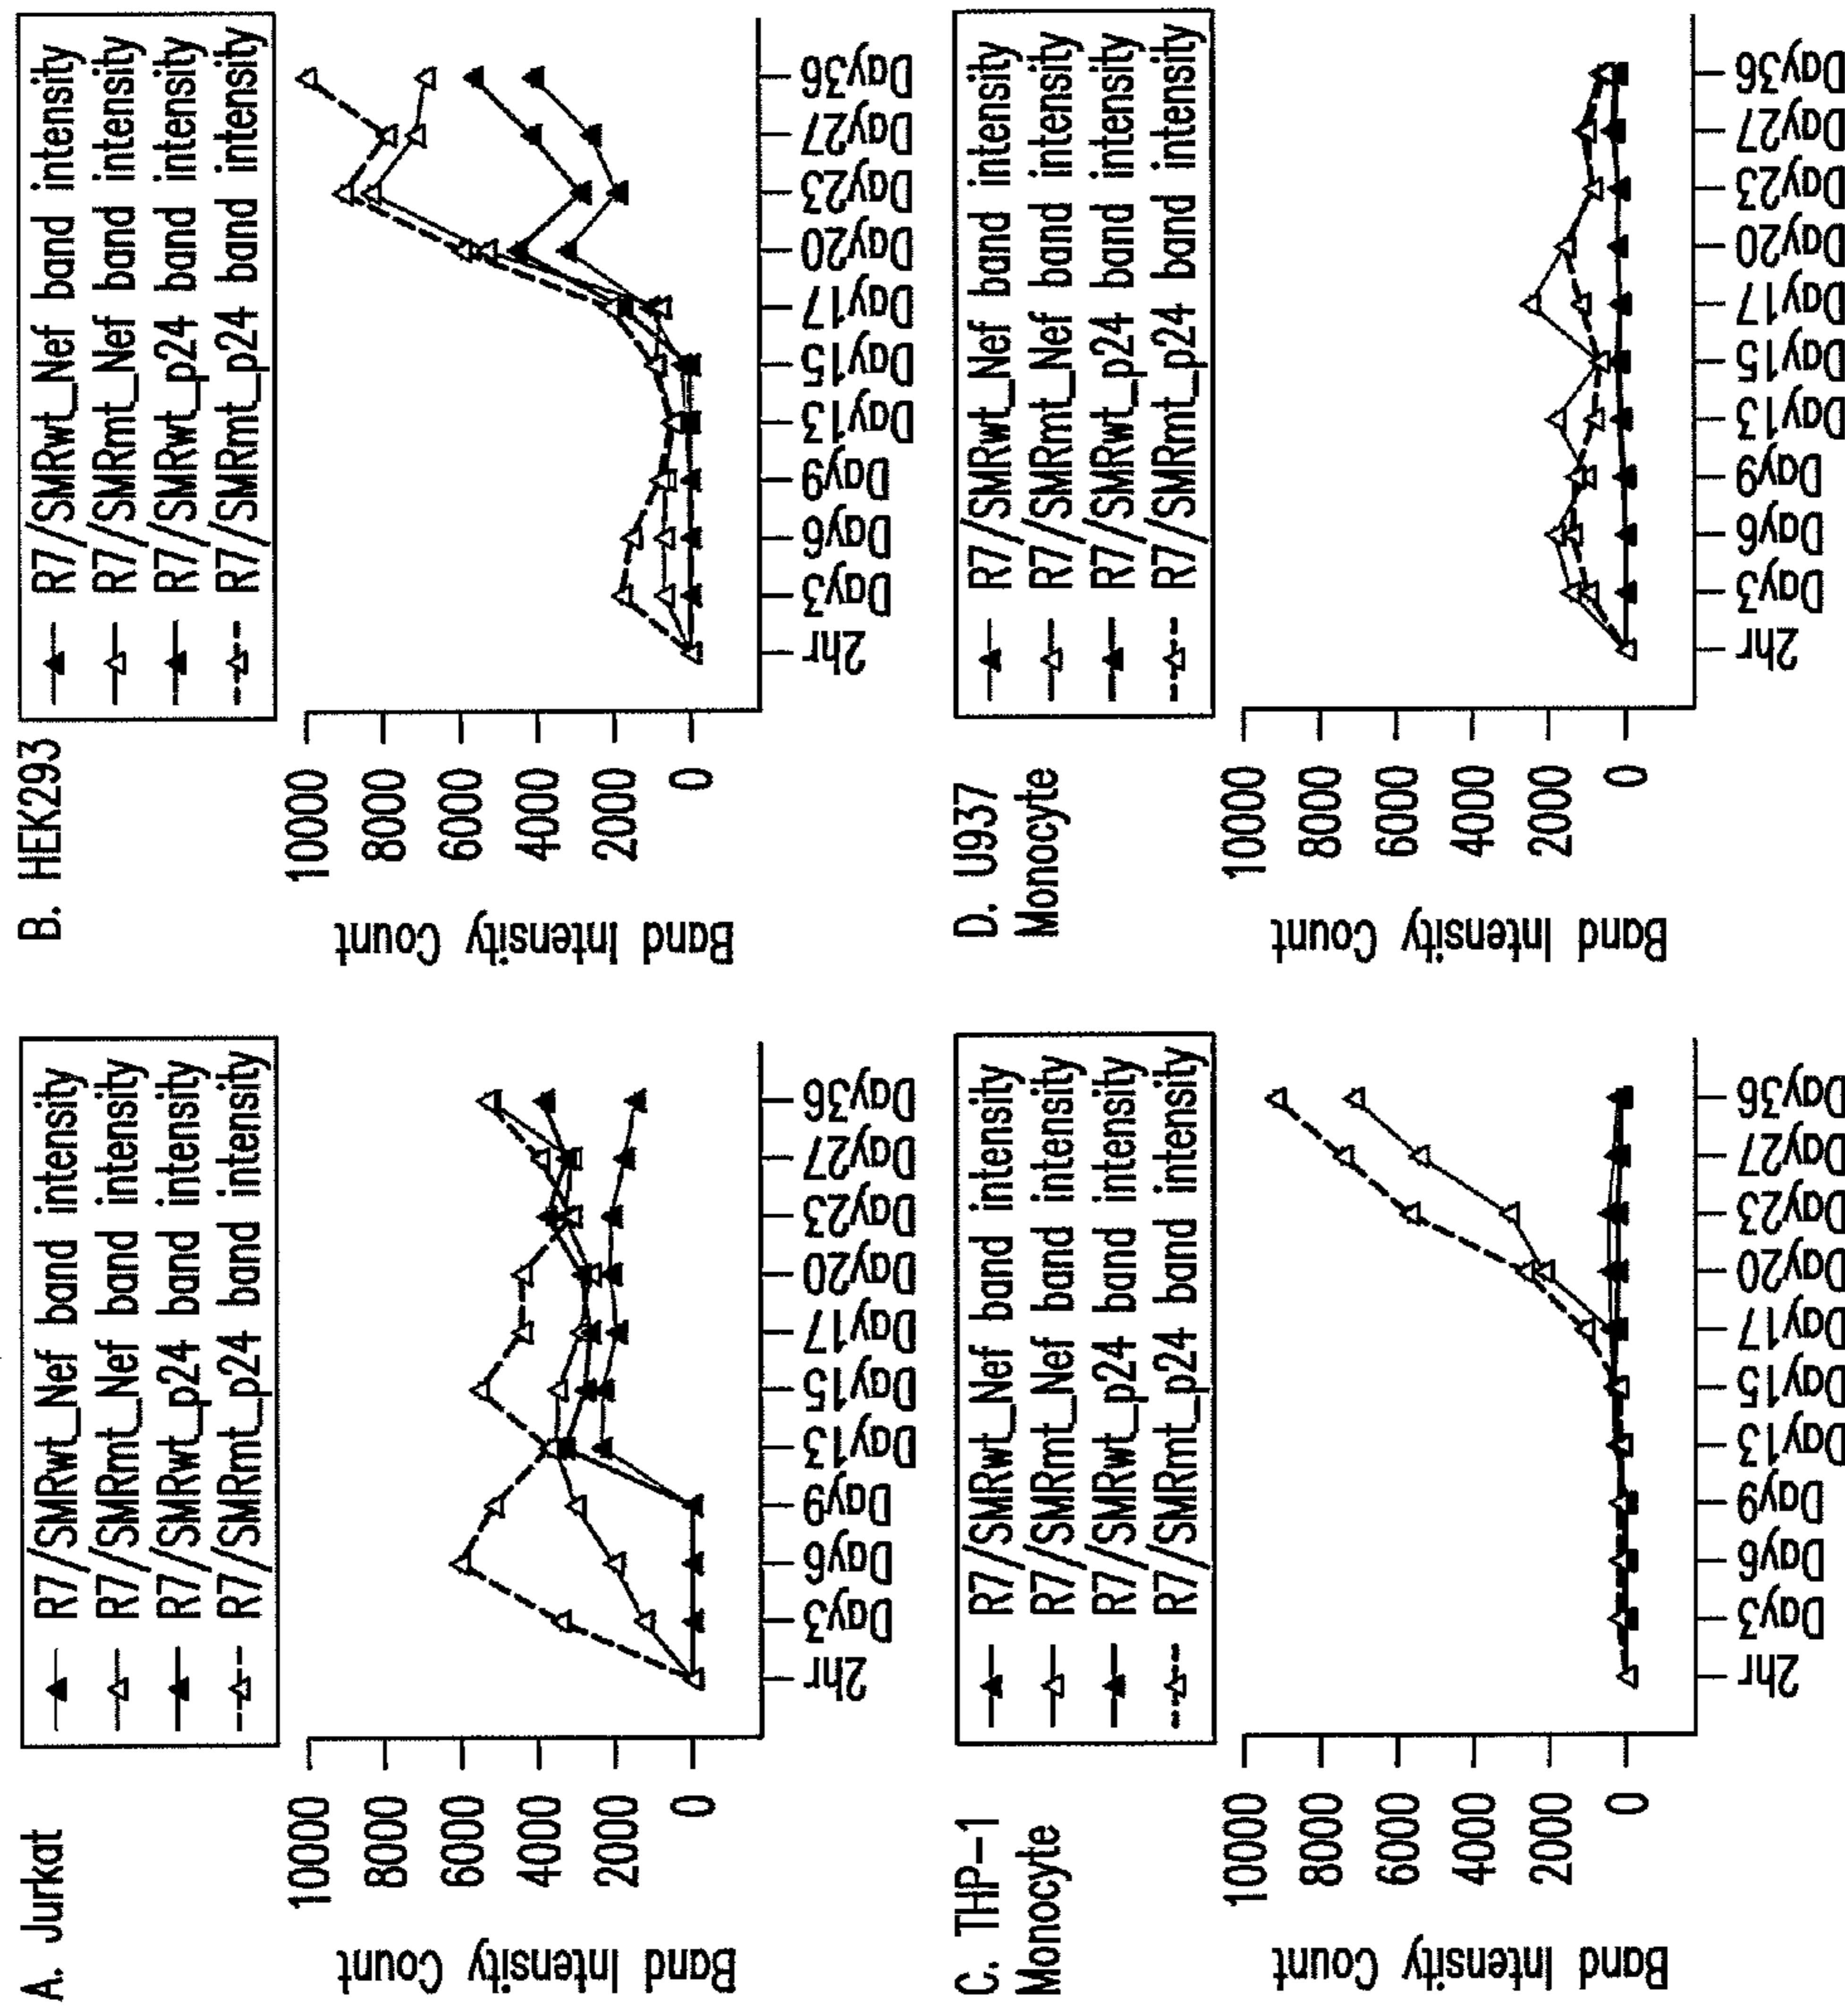 A. Jurkat
R7/SMRwt_Nef band intensity
R7/SMRmt_Nef band intensity
R7/SMRwt_p24 band intensity
R7/SMRmt_p24 band intensity
Band Intensity Count
10000
8000
6000
4000
2000
0
2hr
Day3
Day6
Day9
Day13
Day15
Day17
Day20
Day23
Day27
Day36
B. HEK293
R7/SMRwt_Nef band intensity
R7/SMRmt_Nef band intensity
R7/SMRwt_p24 band intensity
R7/SMRmt_p24 band intensity
Band Intensity Count
10000
8000
6000
4000
2000
0
2hr
Day3
Day6
Day9
Day13
Day15
Day17
Day20
Day23
Day27
Day36
C. THP-1
Monocyte
R7/SMRwt_Nef band intensity
R7/SMRmt_Nef band intensity
R7/SMRwt_p24 band intensity
R7/SMRmt_p24 band intensity
Band Intensity Count
10000
8000
6000
4000
2000
0
2hr
Day3
Day6
Day9
Day13
Day15
Day17
Day20
Day23
Day27
Day36
D. U937
Monocyte
R7/SMRwt_Nef band intensity
R7/SMRmt_Nef band intensity
R7/SMRwt_p24 band intensity
R7/SMRmt_p24 band intensity
Band Intensity Count
10000
8000
6000
4000
2000
0
2hr
Day3
Day6
Day9
Day13
Day15
Day17
Day20
Day23
Day27
Day36